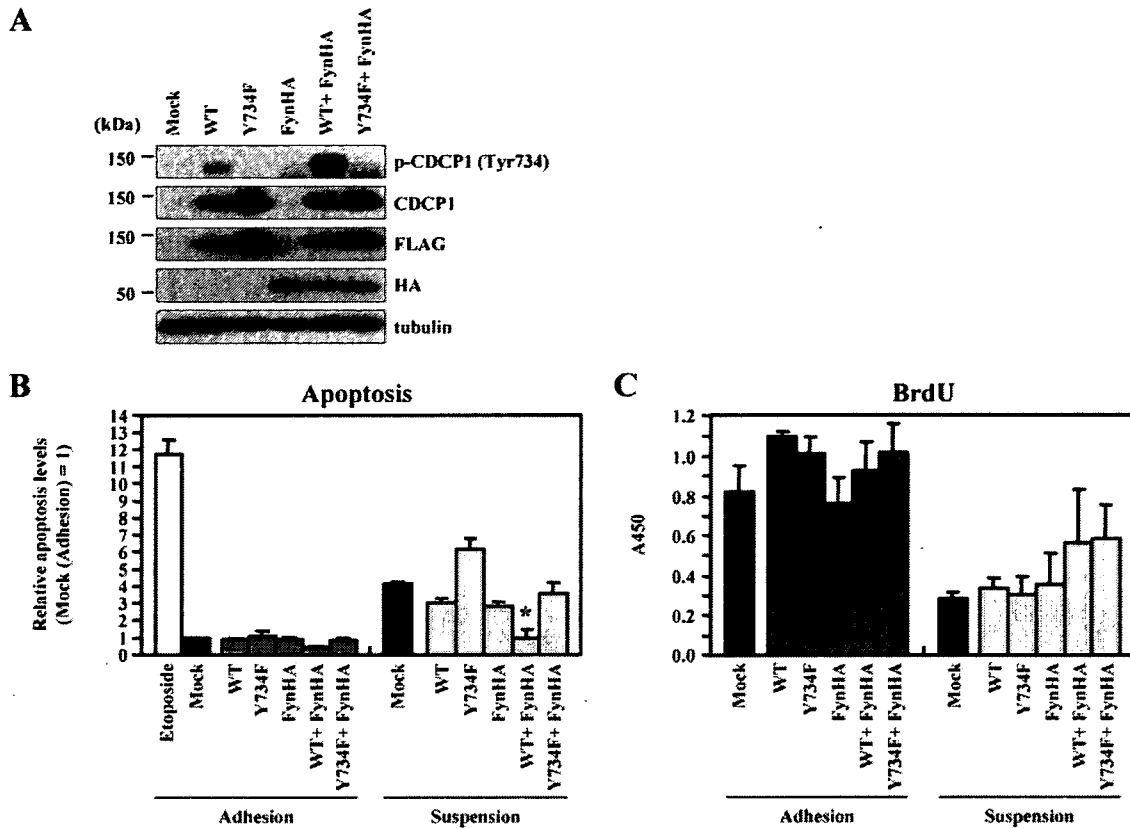 A
(kDa)
Mock
WT
Y734F
FynHA
WT+ FynHA
Y734F+ FynHA
150
p-CDCP1 (Tyr734)
150
CDCP1
150
FLAG
50
HA
tubulin
B
Apoptosis
Relative apoptosis levels
(Mock (Adhesion) = 1)
14
13
12
11
10
9
8
7
6
5
4
3
2
1
0
*
Etoposide
Mock
WT
Y734F
FynHA
WT+ FynHA
Y734F+ FynHA
Mock
WT
Y734F
FynHA
WT+ FynHA
Y734F+ FynHA
Adhesion
Suspension
C
BrdU
A450
1.2
1.0
0.8
0.6
0.4
0.2
0.0
Mock
WT
Y734F
FynHA
WT+ FynHA
Y734F+ FynHA
Mock
WT
Y734F
FynHA
WT+ FynHA
Y734F+ FynHA
Adhesion
Suspension